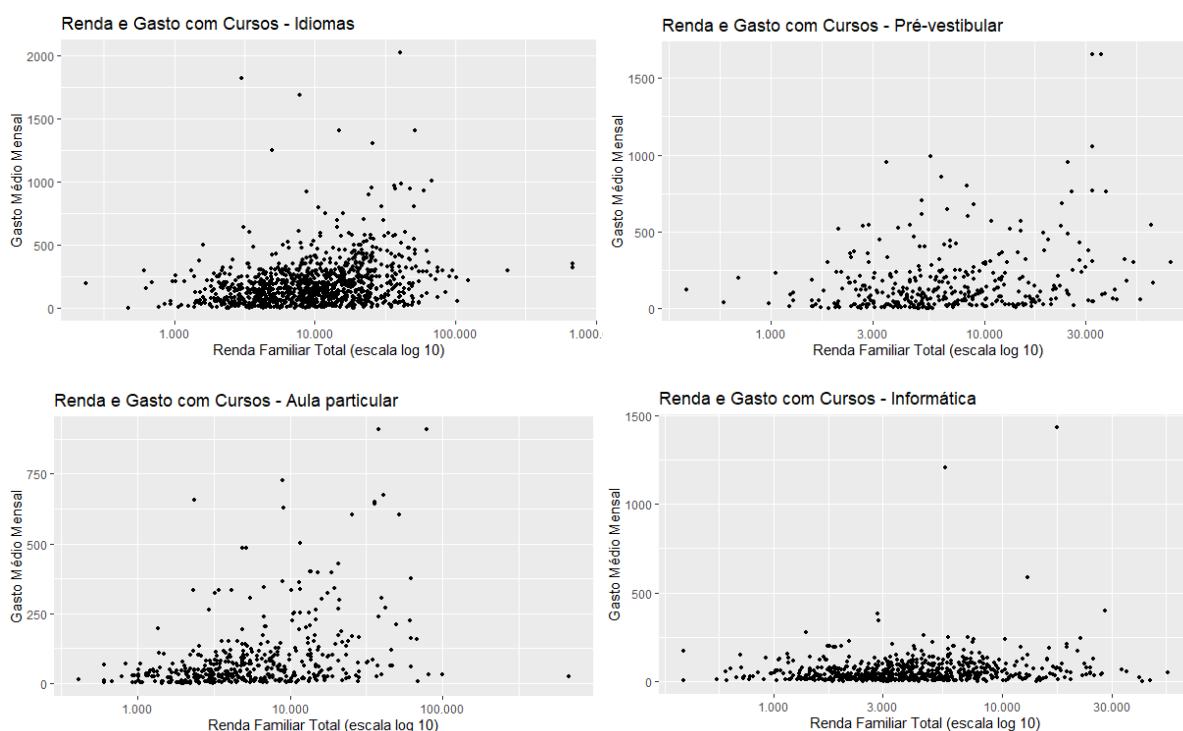 Renda e Gasto com Cursos - Idiomas
Gasto Médio Mensal
2000
1500
1000
500
0
1.000
10.000
100.000
1.000.
Renda Familiar Total (escala log 10)
Renda e Gasto com Cursos - Pré-vestibular
Gasto Médio Mensal
1500
1000
500
0
1.000
3.000
10.000
30.000
Renda Familiar Total (escala log 10)
Renda e Gasto com Cursos - Aula particular
Gasto Médio Mensal
750
500
250
0
1.000
10.000
100.000
Renda Familiar Total (escala log 10)
Renda e Gasto com Cursos - Informática
Gasto Médio Mensal
1500
1000
500
0
1.000
3.000
10.000
30.000
Renda Familiar Total (escala log 10)